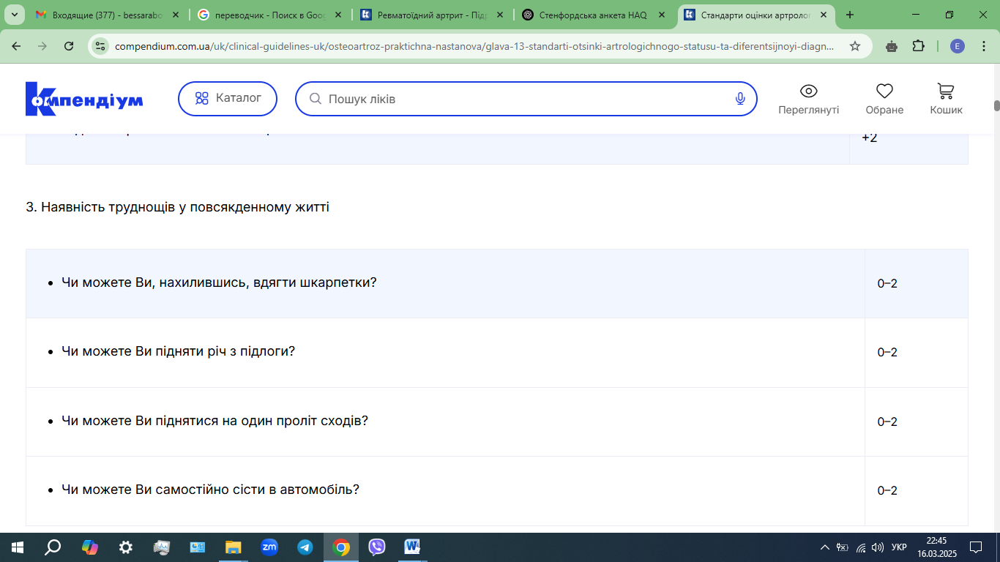 Входящие (377) - bessarabo
переводчик - Поиск в Goog
Ревматоїдний артрит - Підр
Стенфордська анкета HAQ
Стандарти оцінки артролог
compendium.com.ua/uk/clinical-guidelines-uk/osteoartroz-praktichna-nastanova/glava-13-standarti-otsinki-artrologichnogo-statusu-ta-diferentsijnoyi-diagn...
E
Компендіум
Каталог
Пошук ліків
Переглянуті
Обране
Кошик
+2
3. Наявність труднощів у повсякденному житті
• Чи можете Ви, нахилившись, вдягти шкарпетки? 0–2
• Чи можете Ви підняти річ з підлоги? 0–2
• Чи можете Ви піднятися на один проліт сходів? 0–2
• Чи можете Ви самостійно сісти в автомобіль? 0–2
zm
W
УКР
22:45
16.03.2025